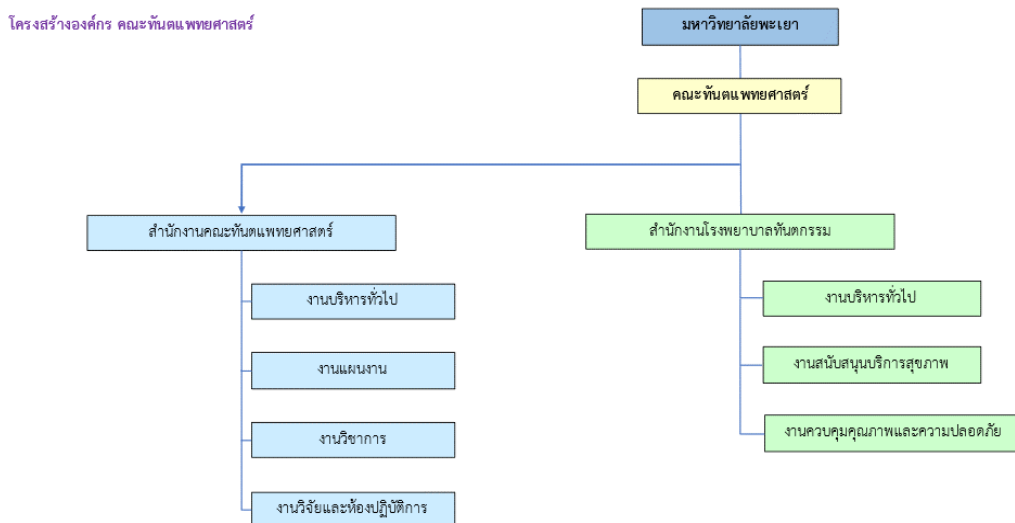 โครงสร้างองค์กร คณะทันตแพทยศาสตร์
มหาวิทยาลัยพะเยา
คณะทันตแพทยศาสตร์
สำนักงานคณะทันตแพทยศาสตร์
งานบริหารทั่วไป
งานแผนงาน
งานวิชาการ
งานวิจัยและห้องปฏิบัติการ
สำนักงานโรงพยาบาลทันตกรรม
งานบริหารทั่วไป
งานสนับสนุนบริการสุขภาพ
งานควบคุมคุณภาพและความปลอดภัย